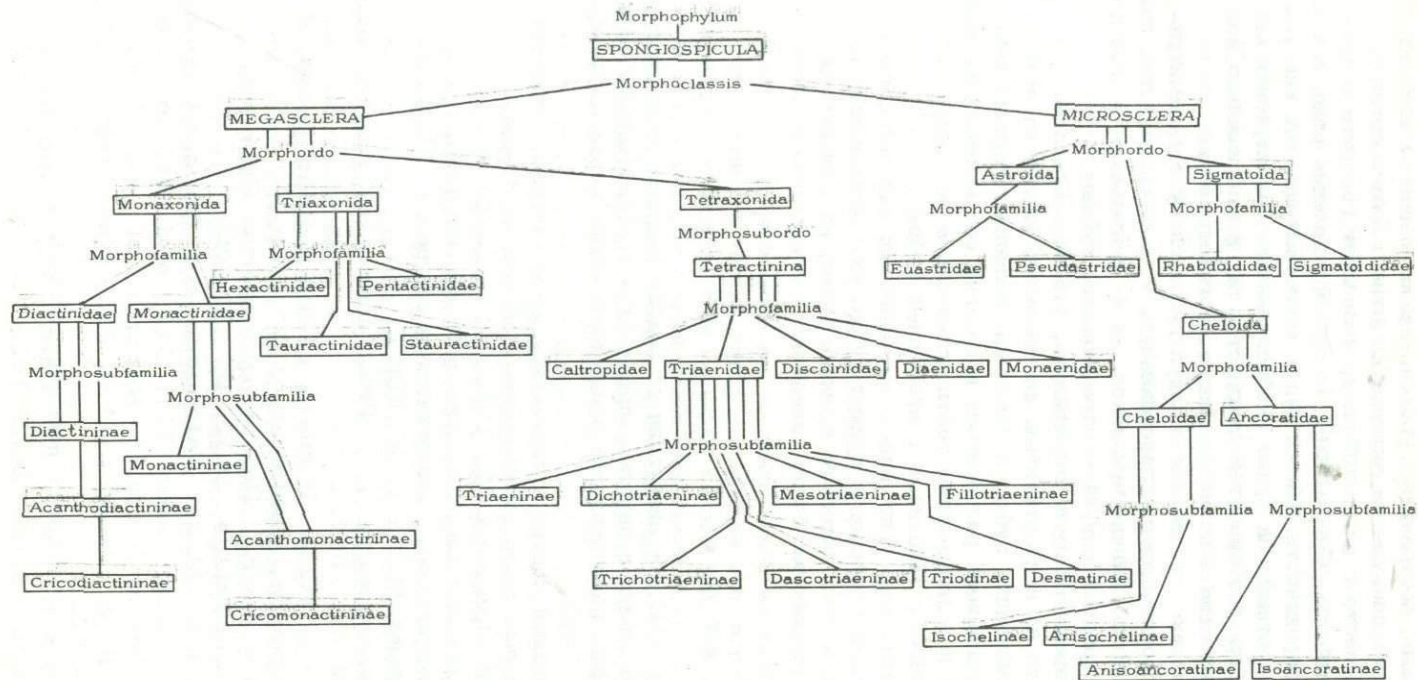 Morphophylum
SPONGIOSPICULA
Morphoclassis
MEGASCLERA
MICROSCLERA
Morphordo
Morphordo
Astroida
Sigmatoida
Monaxonida
Triaxonida
Tetraxonida
Morphofamilia
Morphofamilia
Morphosubordo
Morphofamilia
Morphofamilia
Tetractinina
Euastridae
Pseudastridae
Rhabdoididae
Sigmatoididae
Hexactinidae
Pentactinidae
Diactinidae
Monactinidae
Morphofamilia
Cheloida
Tauractinidae
Stauractinidae
Caltropidae
Triaenidae
Discoinidae
Diaenidae
Monaenidae
Morphofamilia
Morphosubfamilia
Morphosubfamilia
Cheloidae
Ancoratidae
Diactininae
Morphosubfamilia
Monactininae
Triaeninae
Dichotriaeninae
Mesotriaeninae
Fillotriaeninae
Acanthodiactininae
Morphosubfamilia
Morphosubfamilia
Acanthomonactininae
Cricodiactininae
Trichotriaeninae
Dascotriaeninae
Triodinae
Desmatinae
Cricomonactininae
Isochelinae
Anisochelinae
Anisoancoratinae
Isoancoratinae